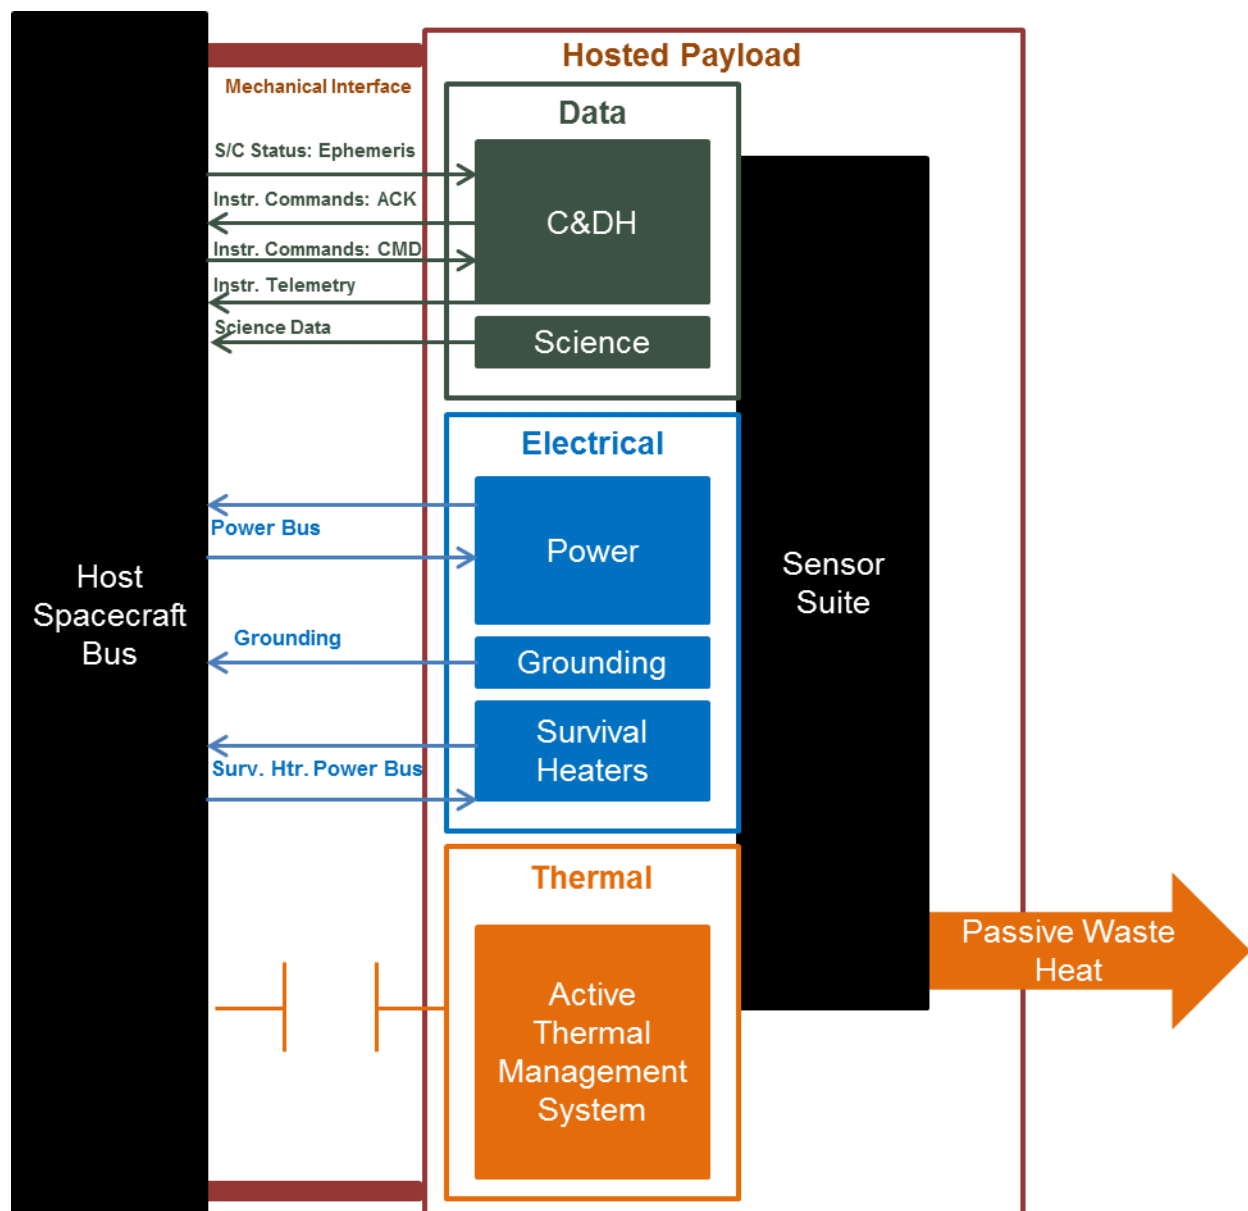 Hosted Payload
Mechanical Interface
Data
S/C Status: Ephemeris
Instr. Commands: ACK
C&DH
Instr. Commands: CMD
Instr. Telemetry
Science Data
Science
Electrical
Power Bus
Power
Grounding
Grounding
Surv. Htr. Power Bus
Survival
Heaters
Host
Spacecraft
Bus
Sensor
Suite
Thermal
Active
Thermal
Management
System
Passive Waste
Heat